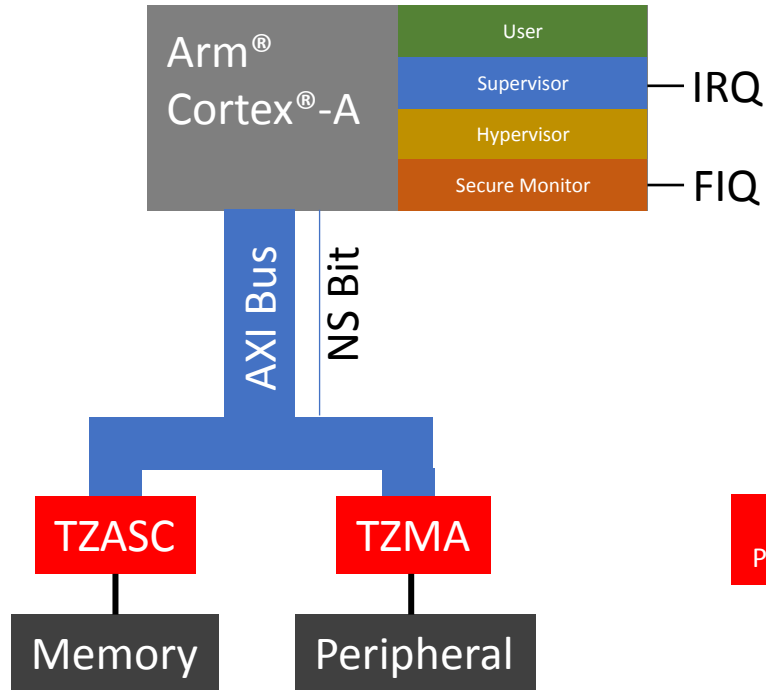 Arm®
Cortex®-A
User
Supervisor
IRQ
Hypervisor
Secure Monitor
FIQ
AXI Bus
NS Bit
TZASC
TZMA
P
Memory
Peripheral